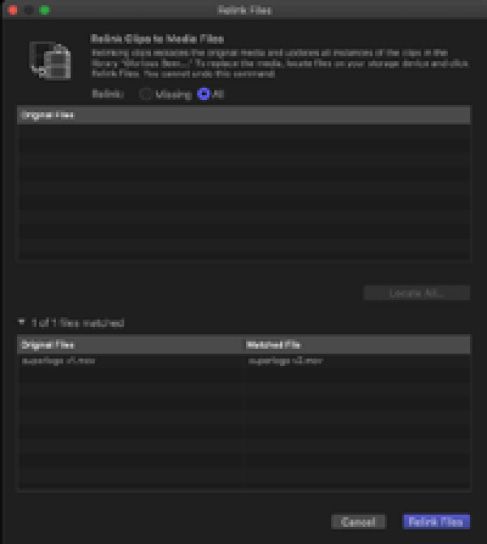 Relink Files
Relink Clips to Media Files
Relinking clips replaces the original media and updates all instances of the clips in the
library "Glorious Beer..." To replace the media, locate files on your storage device and click
Relink Files. You cannot undo this command.
Relink: Missing All
Original Files
Locate All...
1 of 1 files matched
Original Files Matched File
superlogo v1.mov superlogo v2.mov
Cancel Relink Files